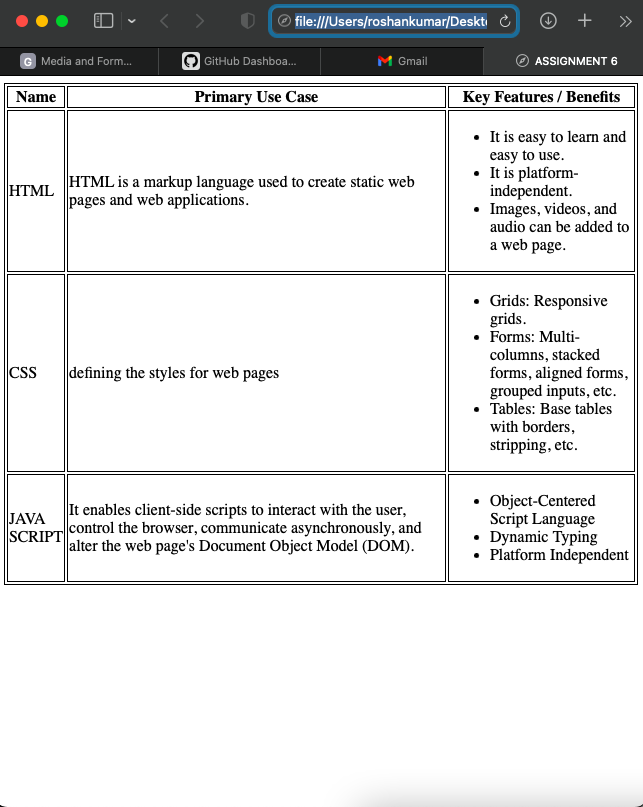 file:///Users/roshankumar/Deskt
G Media and Form...
GitHub Dashboa...
Gmail
ASSIGNMENT 6
Name Primary Use Case Key Features / Benefits
HTML
HTML is a markup language used to create static web
pages and web applications.
• It is easy to learn and
easy to use.
• It is platform-
independent.
• Images, videos, and
audio can be added to
a web page.
CSS
defining the styles for web pages
• Grids: Responsive
grids.
• Forms: Multi-
columns, stacked
forms, aligned forms,
grouped inputs, etc.
• Tables: Base tables
with borders,
stripping, etc.
JAVA
SCRIPT
It enables client-side scripts to interact with the user,
control the browser, communicate asynchronously, and
alter the web page's Document Object Model (DOM).
• Object-Centered
Script Language
• Dynamic Typing
• Platform Independent